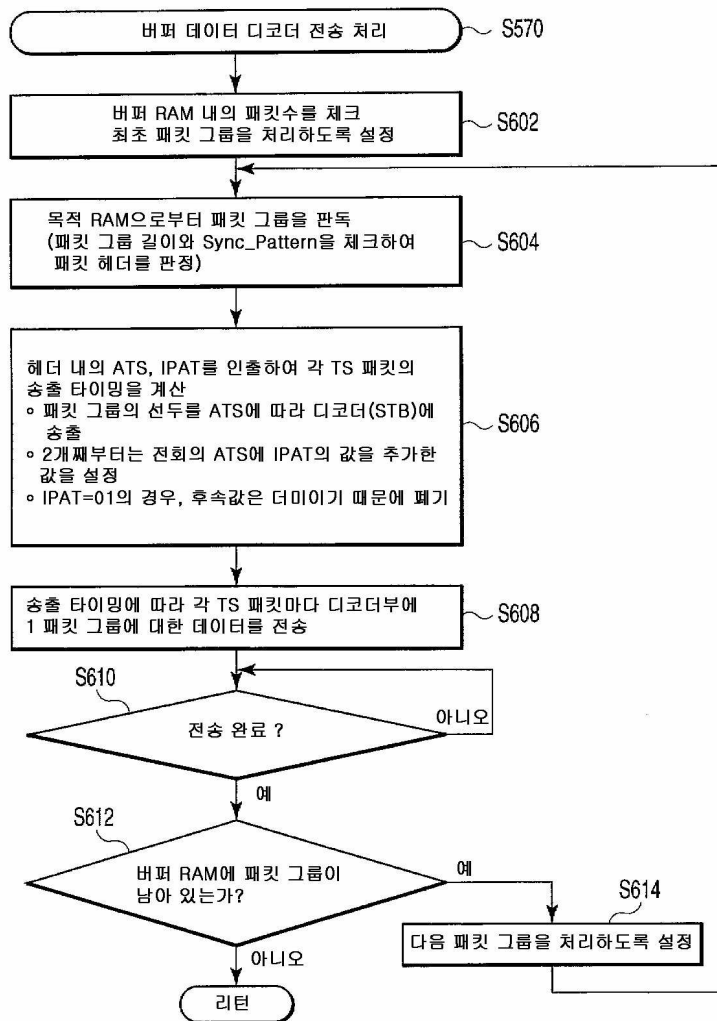 버퍼 데이터 디코더 전송 처리
S570
버퍼 RAM 내의 패킷수를 체크
최초 패킷 그룹을 처리하도록 설정
S602
목적 RAM으로부터 패킷 그룹을 판독
(패킷 그룹 길이와 Sync_Pattern을 체크하여
패킷 헤더를 판정)
S604
헤더 내의 ATS, IPAT를 인출하여 각 TS 패킷의
송출 타이밍을 계산
∘ 패킷 그룹의 선두를 ATS에 따라 디코더(STB)에
송출
∘ 2개째부터는 전회의 ATS에 IPAT의 값을 추가한
값을 설정
∘ IPAT=01의 경우, 후속값은 더미이기 때문에 폐기
S606
송출 타이밍에 따라 각 TS 패킷마다 디코더부에
1 패킷 그룹에 대한 데이터를 전송
S608
S610
전송 완료 ?
아니오
예
S612
버퍼 RAM에 패킷 그룹이
남아 있는가?
예
S614
다음 패킷 그룹을 처리하도록 설정
아니오
리턴